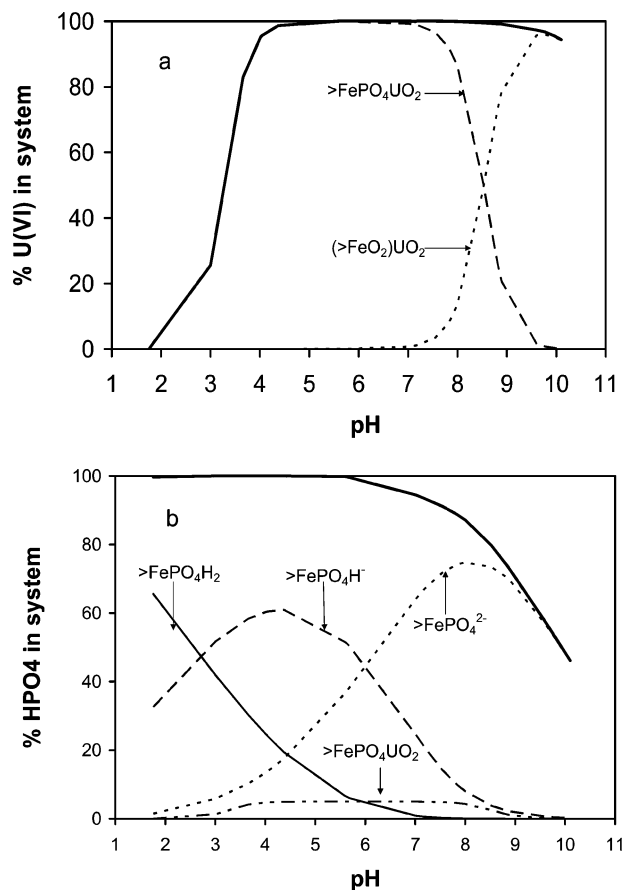 100
a
>FePO₄UO₂
80
60
40
(>FeO₂)UO₂
20
0
% U(VI) in system
1 2 3 4 5 6 7 8 9 10 11
pH
100
b
>FePO₄H₂
>FePO₄H⁻
80
60
>FePO₄²⁻
40
>FePO₄UO₂
20
0
% HPO4 in system
1 2 3 4 5 6 7 8 9 10 11
pH